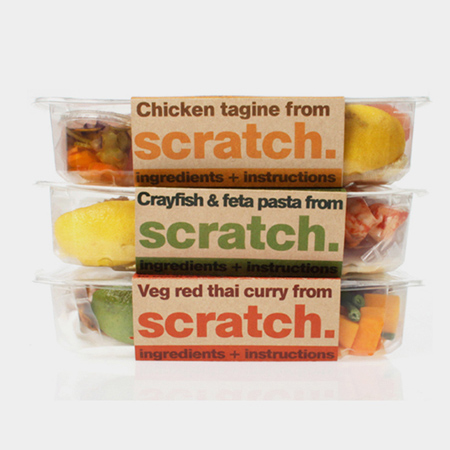 Chicken tagine from
scratch.
ingredients + instructions
Crayfish & feta pasta from
scratch.
ingredients + instructions
Veg red thai curry from
scratch.
ingredients + instructions